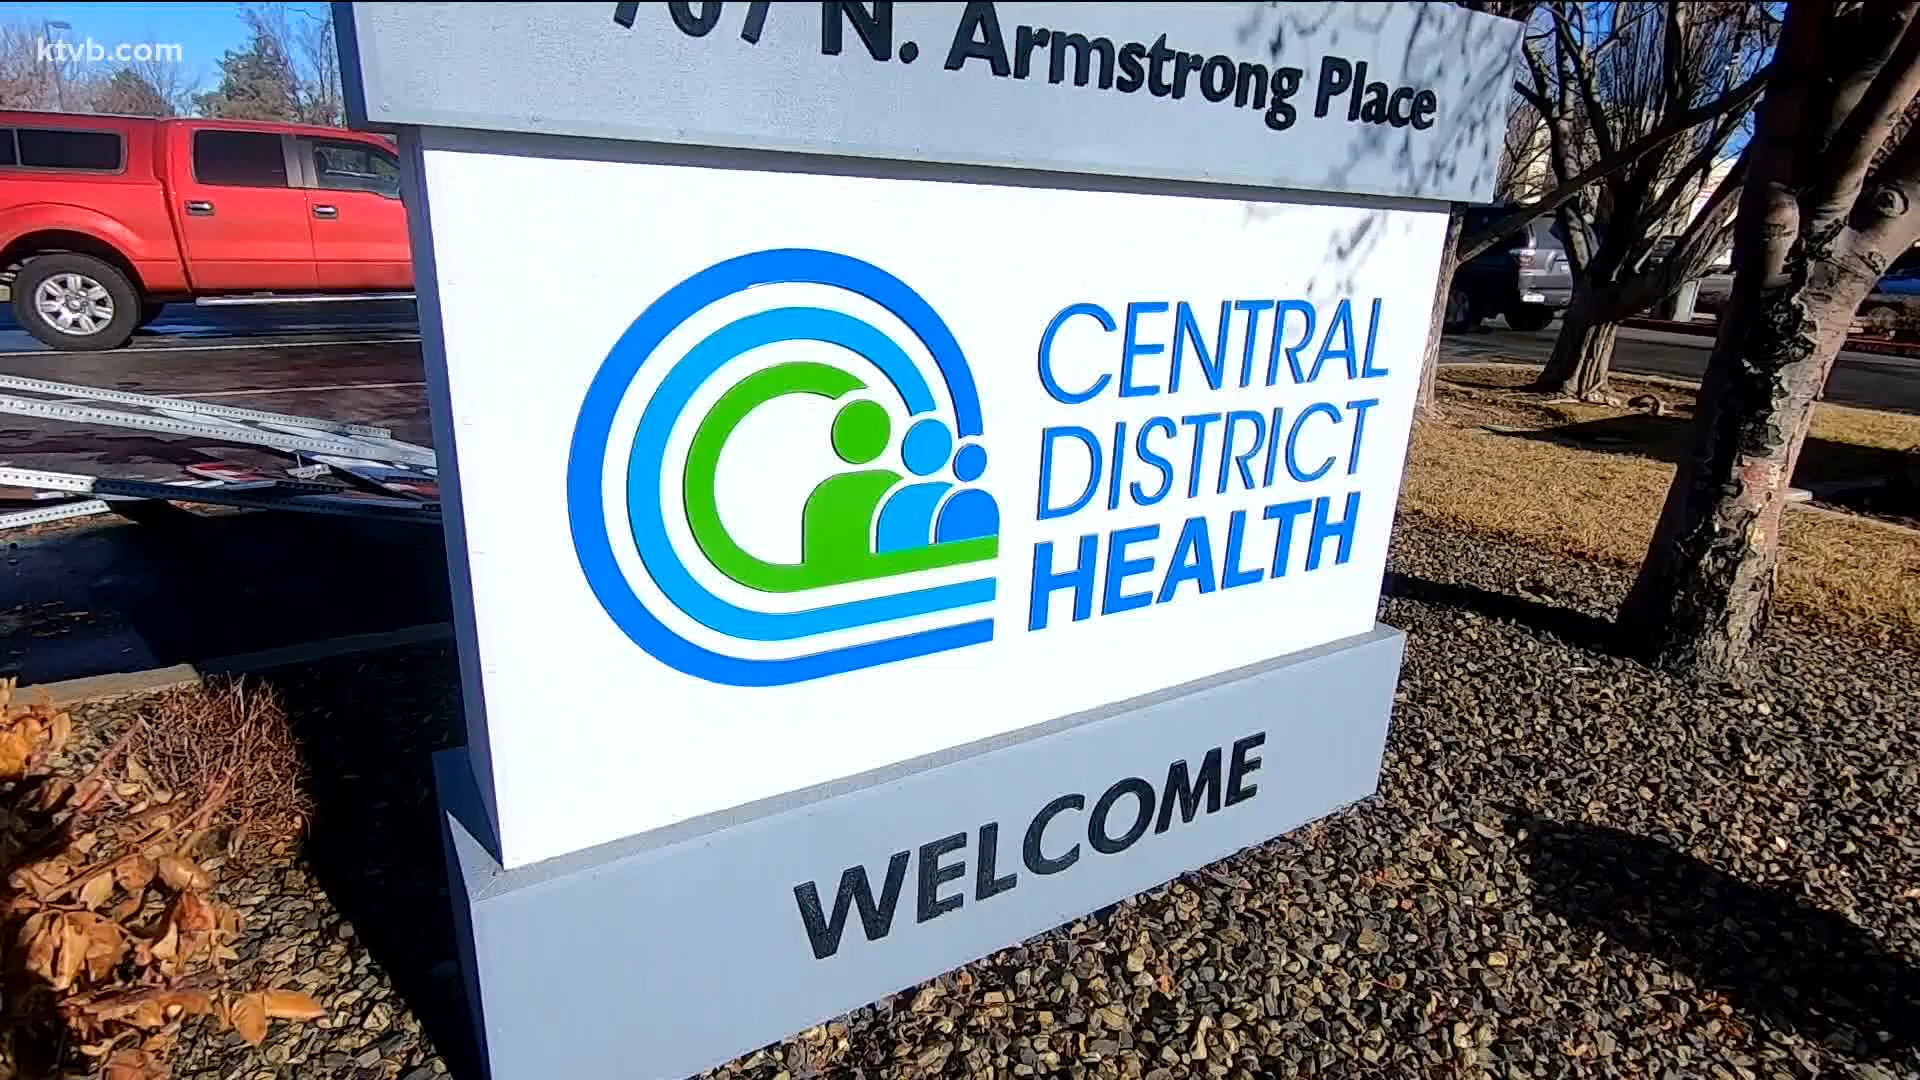 ktvb.com
N. Armstrong Place
CENTRAL
DISTRICT
HEALTH
WELCOME